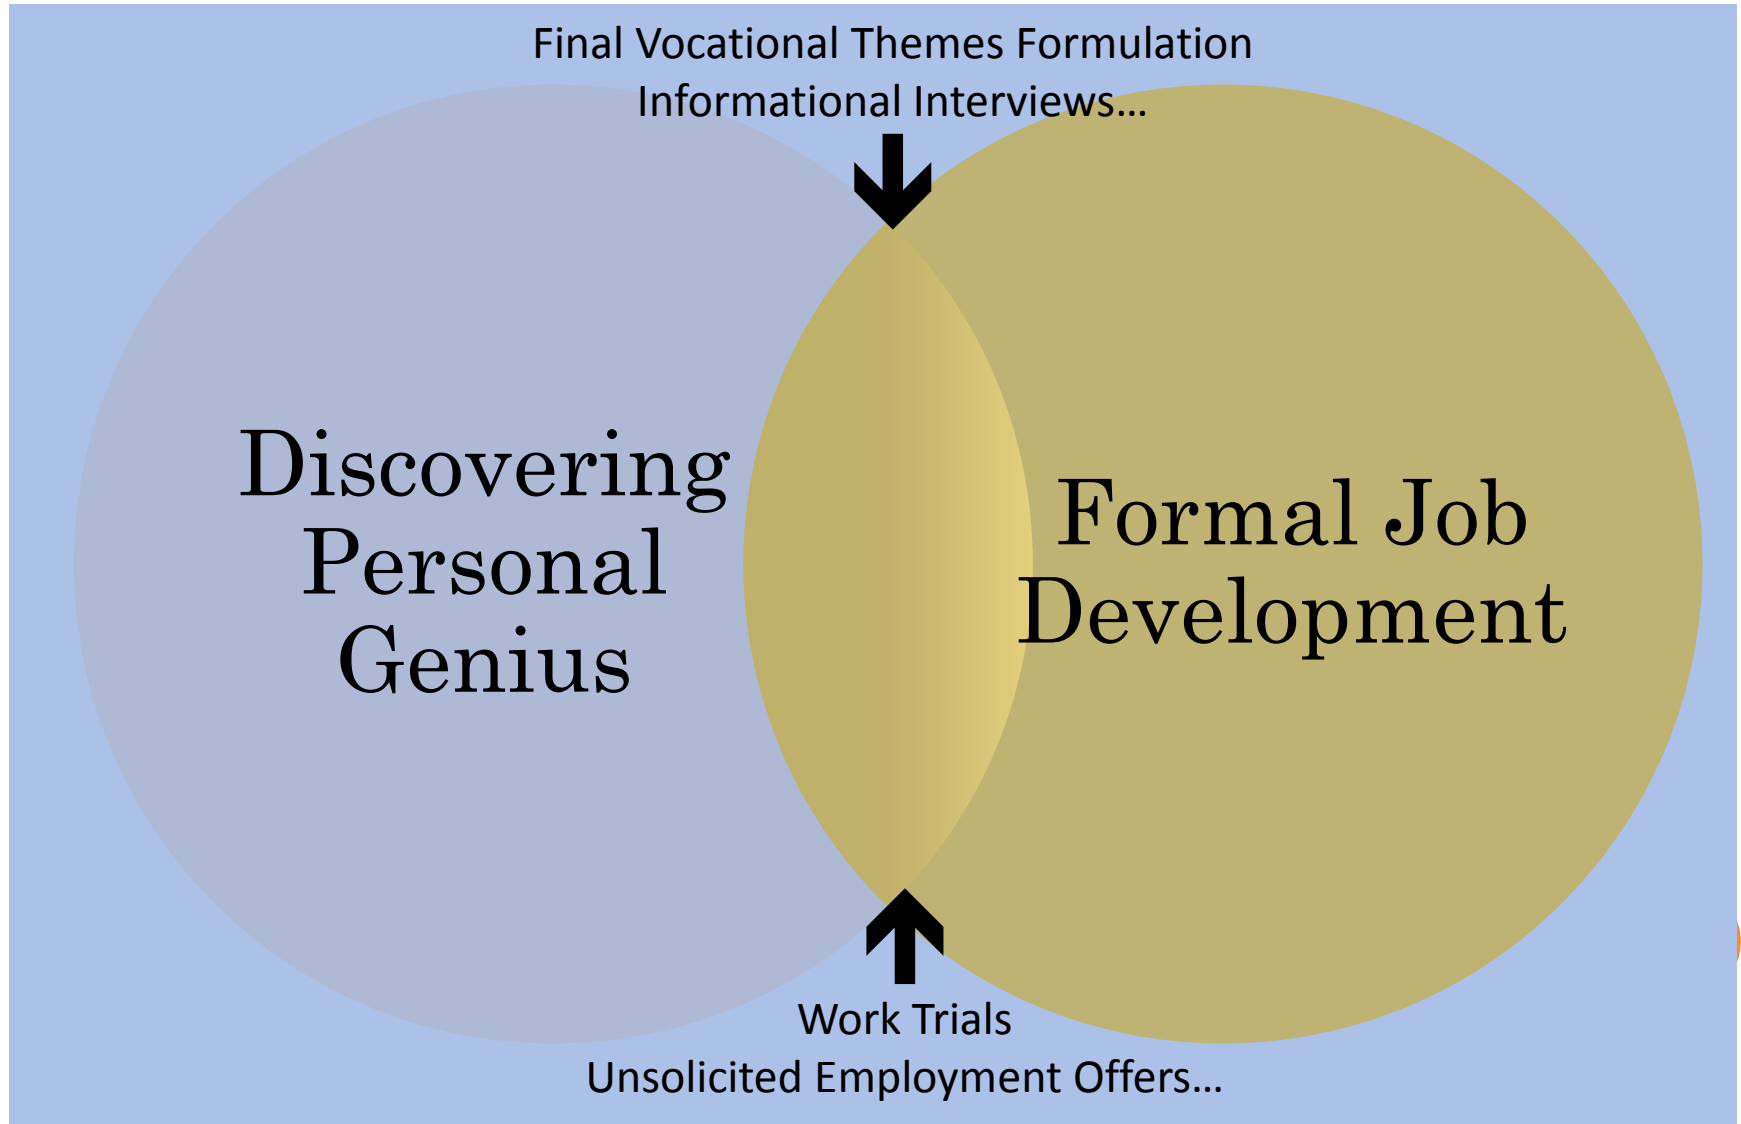 Final Vocational Themes Formulation
Informational Interviews…
Discovering
Personal
Genius
Formal Job
Development
Work Trials
Unsolicited Employment Offers…